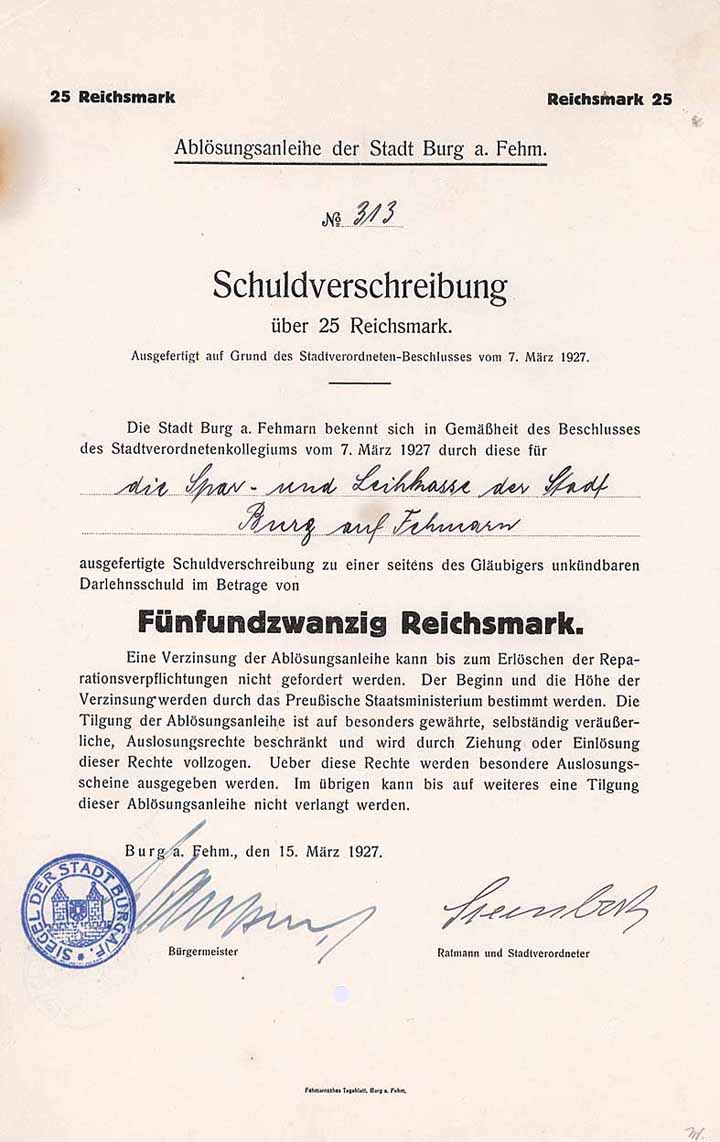 25 Reichsmark
Reichsmark 25
Ablösungsanleihe der Stadt Burg a. Fehm.
№ 313
Schuldverschreibung
über 25 Reichsmark.
Ausgefertigt auf Grund des Stadtverordneten-Beschlusses vom 7. März 1927.
Die Stadt Burg a. Fehmarn bekennt sich in Gemäßheit des Beschlusses
des Stadtverordnetenkollegiums vom 7. März 1927 durch diese für
die Spar- und Leihkasse der Stadt
Burg auf Fehmarn
ausgefertigte Schuldverschreibung zu einer seitens des Gläubigers unkündbaren
Darlehnsschuld im Betrage von
Fünfundzwanzig Reichsmark.
Eine Verzinsung der Ablösungsanleihe kann bis zum Erlöschen der Repa-
rationsverpflichtungen nicht gefordert werden. Der Beginn und die Höhe der
Verzinsung werden durch das Preußische Staatsministerium bestimmt werden. Die
Tilgung der Ablösungsanleihe ist auf besonders gewährte, selbständig veräußer-
liche, Auslosungsrechte beschränkt und wird durch Ziehung oder Einlösung
dieser Rechte vollzogen. Ueber diese Rechte werden besondere Auslosungs-
scheine ausgegeben werden. Im übrigen kann bis auf weiteres eine Tilgung
dieser Ablösungsanleihe nicht verlangt werden.
Burg a. Fehm., den 15. März 1927.
SIEGEL DER STADT BURG A/F.
Bürgermeister
Ratmann und Stadtverordneter
Fehmarnsches Tageblatt, Burg a. Fehm.